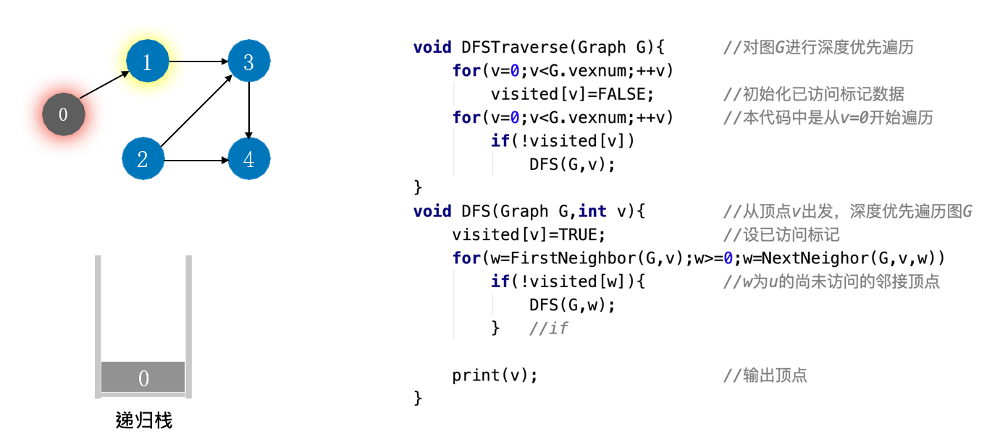 1
3
0
2
4
0
递归栈
void DFSTraverse(Graph G){ //对图G进行深度优先遍历
for(v=0;v<G.vexnum;++v)
visited[v]=FALSE; //初始化已访问标记数据
for(v=0;v<G.vexnum;++v) //本代码中是从v=0开始遍历
if(!visited[v])
DFS(G,v);
}
void DFS(Graph G,int v){ //从顶点v出发，深度优先遍历图G
visited[v]=TRUE; //设已访问标记
for(w=FirstNeighbor(G,v);w>=0;w=NextNeighor(G,v,w))
if(!visited[w]){ //w为u的尚未访问的邻接顶点
DFS(G,w);
} //if
print(v); //输出顶点
}